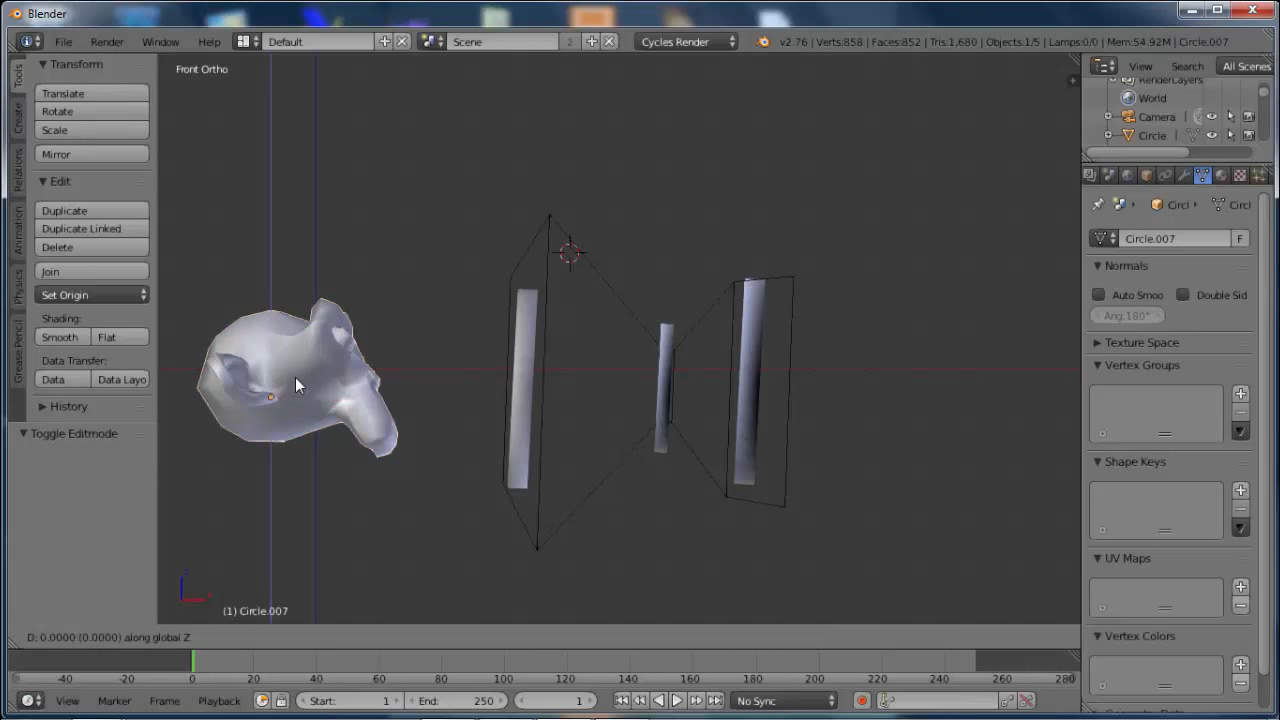 Blender
File Render Window Help Default Scene 2 Cycles Render v2.76 | Verts:858 | Faces:852 | Tris:1,680 | Objects:1/5 | Lamps:0/0 | Mem:54.92M | Circle.007
Tools
Create
Relations
Animation
Physics
Grease Pencil
Transform
Translate
Rotate
Scale
Mirror
Edit
Duplicate
Duplicate Linked
Delete
Join
Set Origin
Shading:
Smooth Flat
Data Transfer:
Data Data Layo
History
Toggle Editmode
Front Ortho
(1) Circle.007
D: 0.0000 (0.0000) along global Z
View Search All Scenes
RenderLayers
World
Camera
Circle
Circl Circl
Circle.007 F
Normals
Auto Smoo Double Sid
Ang:180°
Texture Space
Vertex Groups
Shape Keys
UV Maps
Vertex Colors
-40 -20 0 20 40 60 80 100 120 140 160 180 200 220 240 260 280
View Marker Frame Playback Start: 1 End: 250 1 No Sync